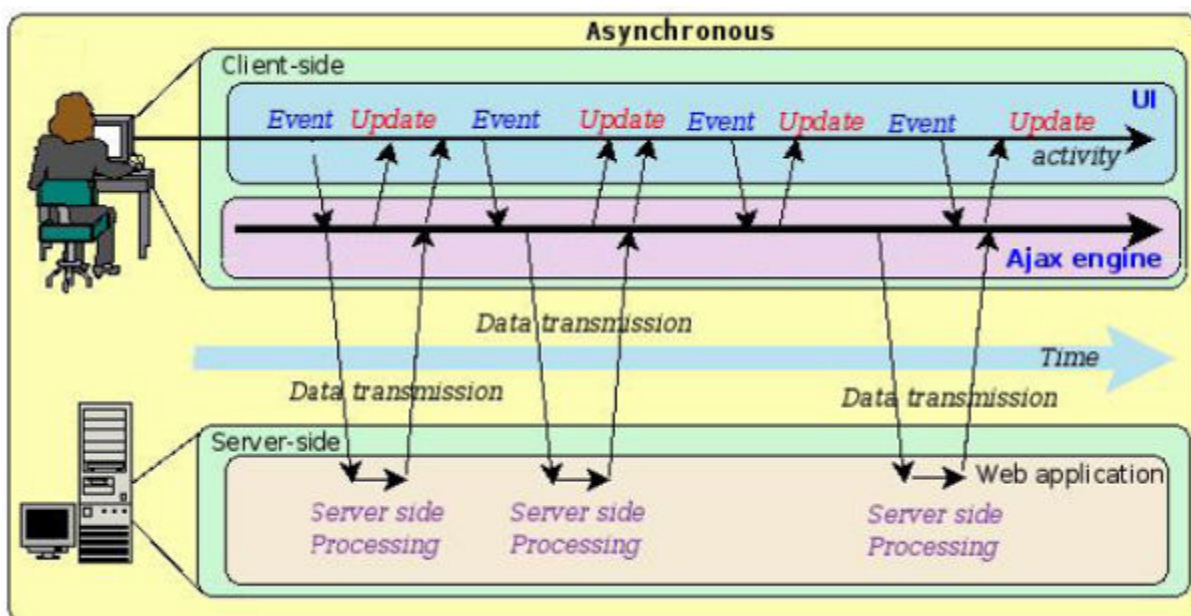 Asynchronous
Client-side
UI
Event Update Event Update Event Update Event Update
activity
Ajax engine
Data transmission
Time
Data transmission Data transmission
Server-side
Web application
Server side Server side Server side
Processing Processing Processing